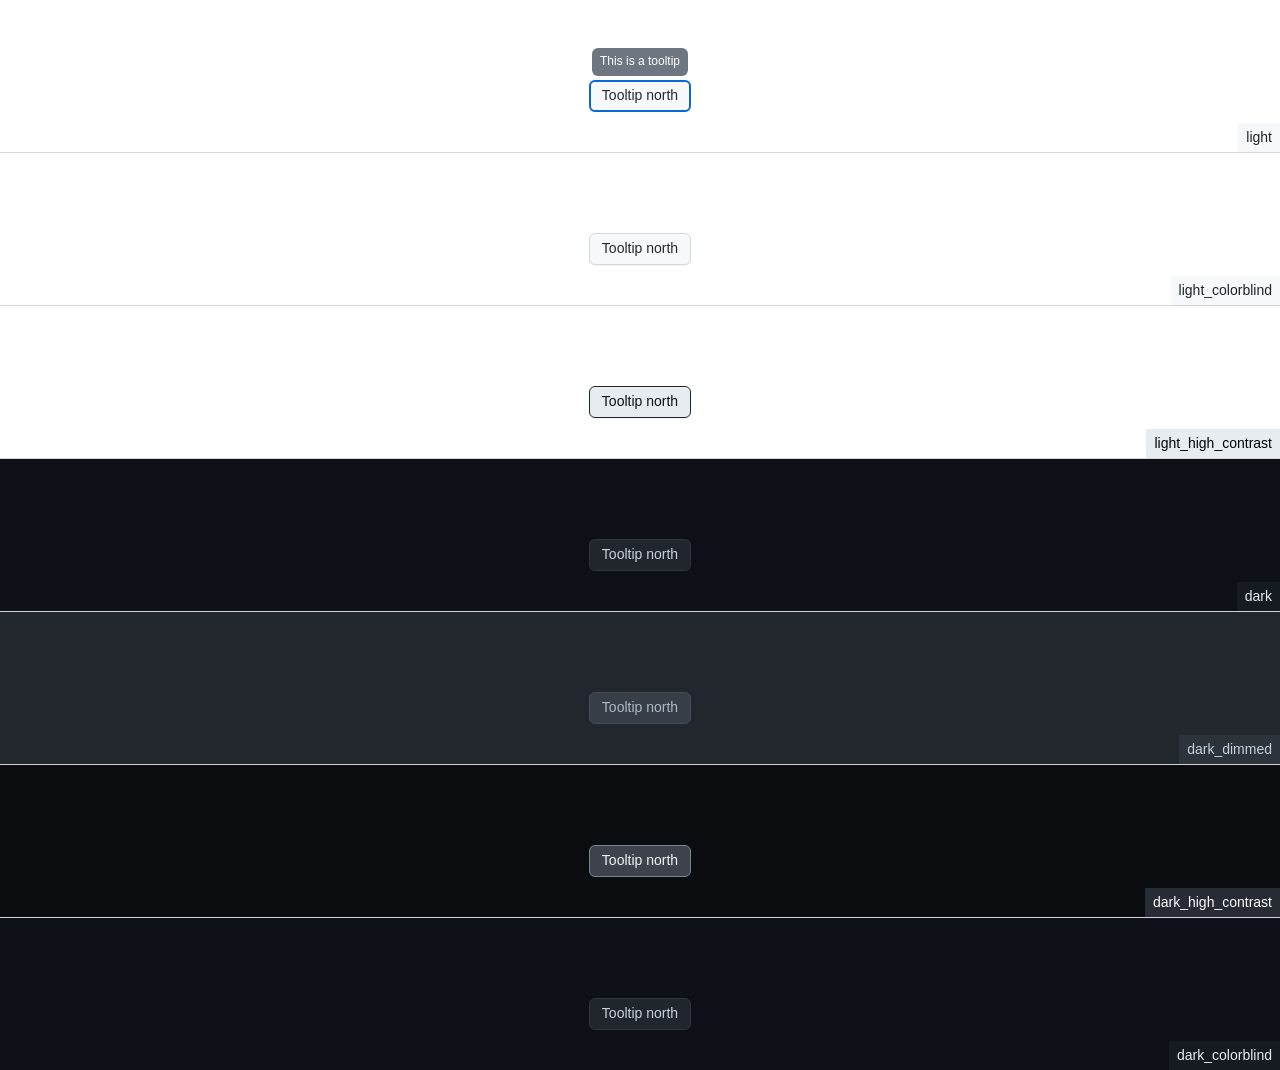 This is a tooltip
Tooltip north
light
Tooltip north
light_colorblind
Tooltip north
light_high_contrast
Tooltip north
dark
Tooltip north
dark_dimmed
Tooltip north
dark_high_contrast
Tooltip north
dark_colorblind